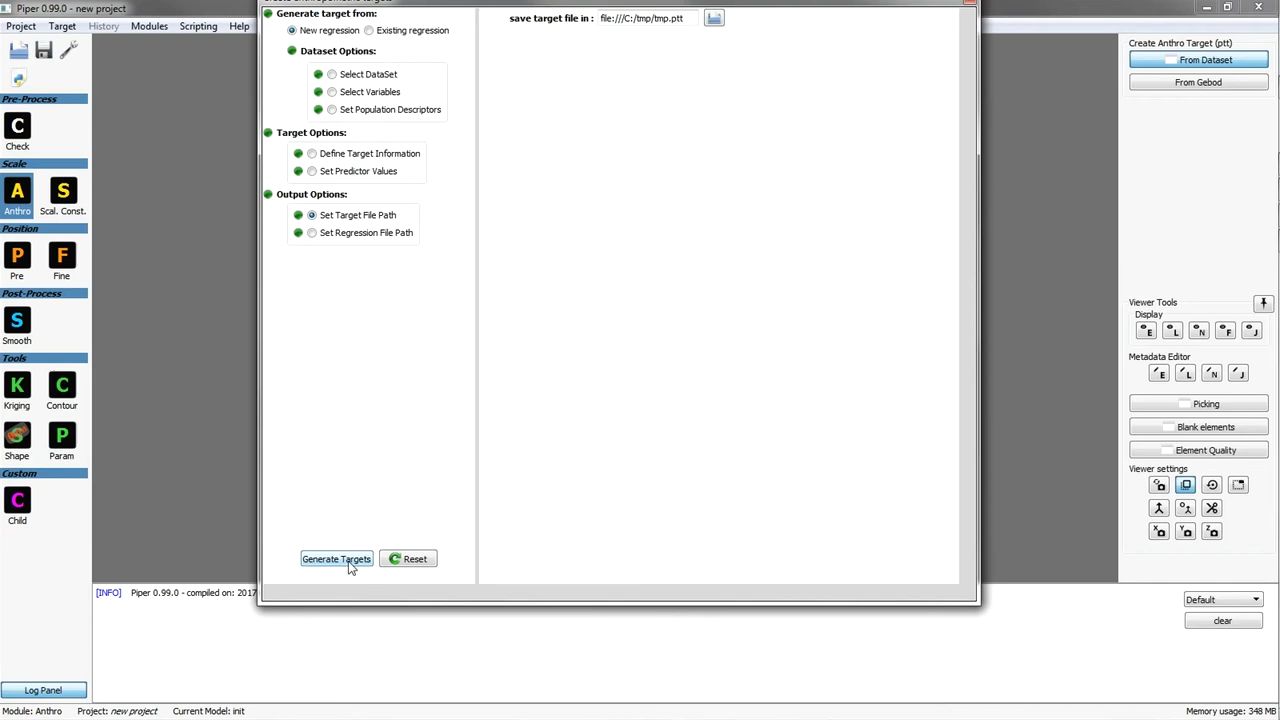 Piper 0.99.0 - new project
Project Target History Modules Scripting Help
Pre-Process
C
Check
Scale
A S
Anthro Scal. Const.
Position
P F
Pre Fine
Post-Process
S
Smooth
Tools
K C
Kriging Contour
S P
Shape Param
Custom
C
Child
Generate target from:
New regression Existing regression
Dataset Options:
Select DataSet
Select Variables
Set Population Descriptors
Target Options:
Define Target Information
Set Predictor Values
Output Options:
Set Target File Path
Set Regression File Path
Generate Targets Reset
save target file in : file:///C:/tmp/tmp.ptt
Create Anthro Target (ptt)
From Dataset
From Gebod
Viewer Tools
Display
E L N F J
Metadata Editor
E L N J
Picking
Blank elements
Element Quality
Viewer settings
X Y Z
[INFO] Piper 0.99.0 - compiled on: 2017
Default
clear
Log Panel
Module: Anthro Project: new project Current Model: init Memory usage: 348 MB